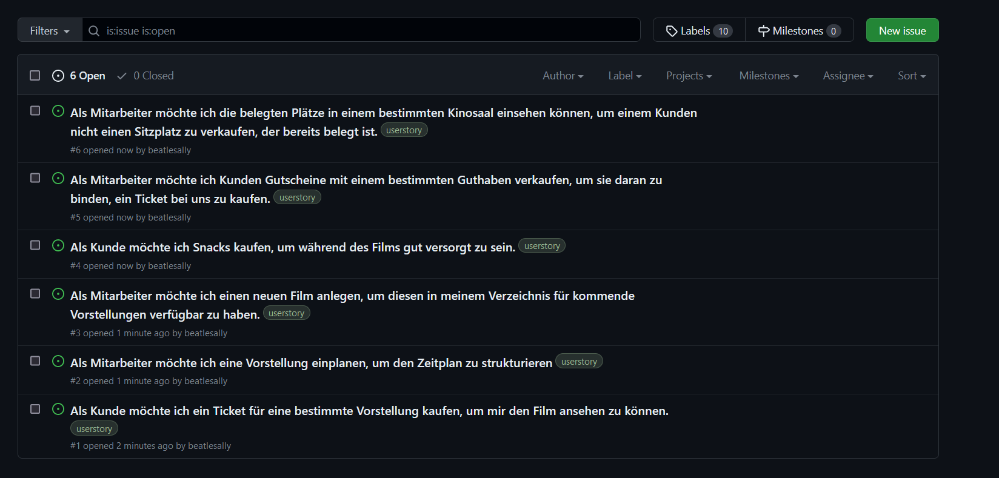 Filters is:issue is:open Labels 10 Milestones 0 New issue
6 Open 0 Closed Author Label Projects Milestones Assignee Sort
Als Mitarbeiter möchte ich die belegten Plätze in einem bestimmten Kinosaal einsehen können, um einem Kunden
nicht einen Sitzplatz zu verkaufen, der bereits belegt ist. userstory
#6 opened now by beatlesally
Als Mitarbeiter möchte ich Kunden Gutscheine mit einem bestimmten Guthaben verkaufen, um sie daran zu
binden, ein Ticket bei uns zu kaufen. userstory
#5 opened now by beatlesally
Als Kunde möchte ich Snacks kaufen, um während des Films gut versorgt zu sein. userstory
#4 opened now by beatlesally
Als Mitarbeiter möchte ich einen neuen Film anlegen, um diesen in meinem Verzeichnis für kommende
Vorstellungen verfügbar zu haben. userstory
#3 opened 1 minute ago by beatlesally
Als Mitarbeiter möchte ich eine Vorstellung einplanen, um den Zeitplan zu strukturieren userstory
#2 opened 1 minute ago by beatlesally
Als Kunde möchte ich ein Ticket für eine bestimmte Vorstellung kaufen, um mir den Film ansehen zu können.
userstory
#1 opened 2 minutes ago by beatlesally